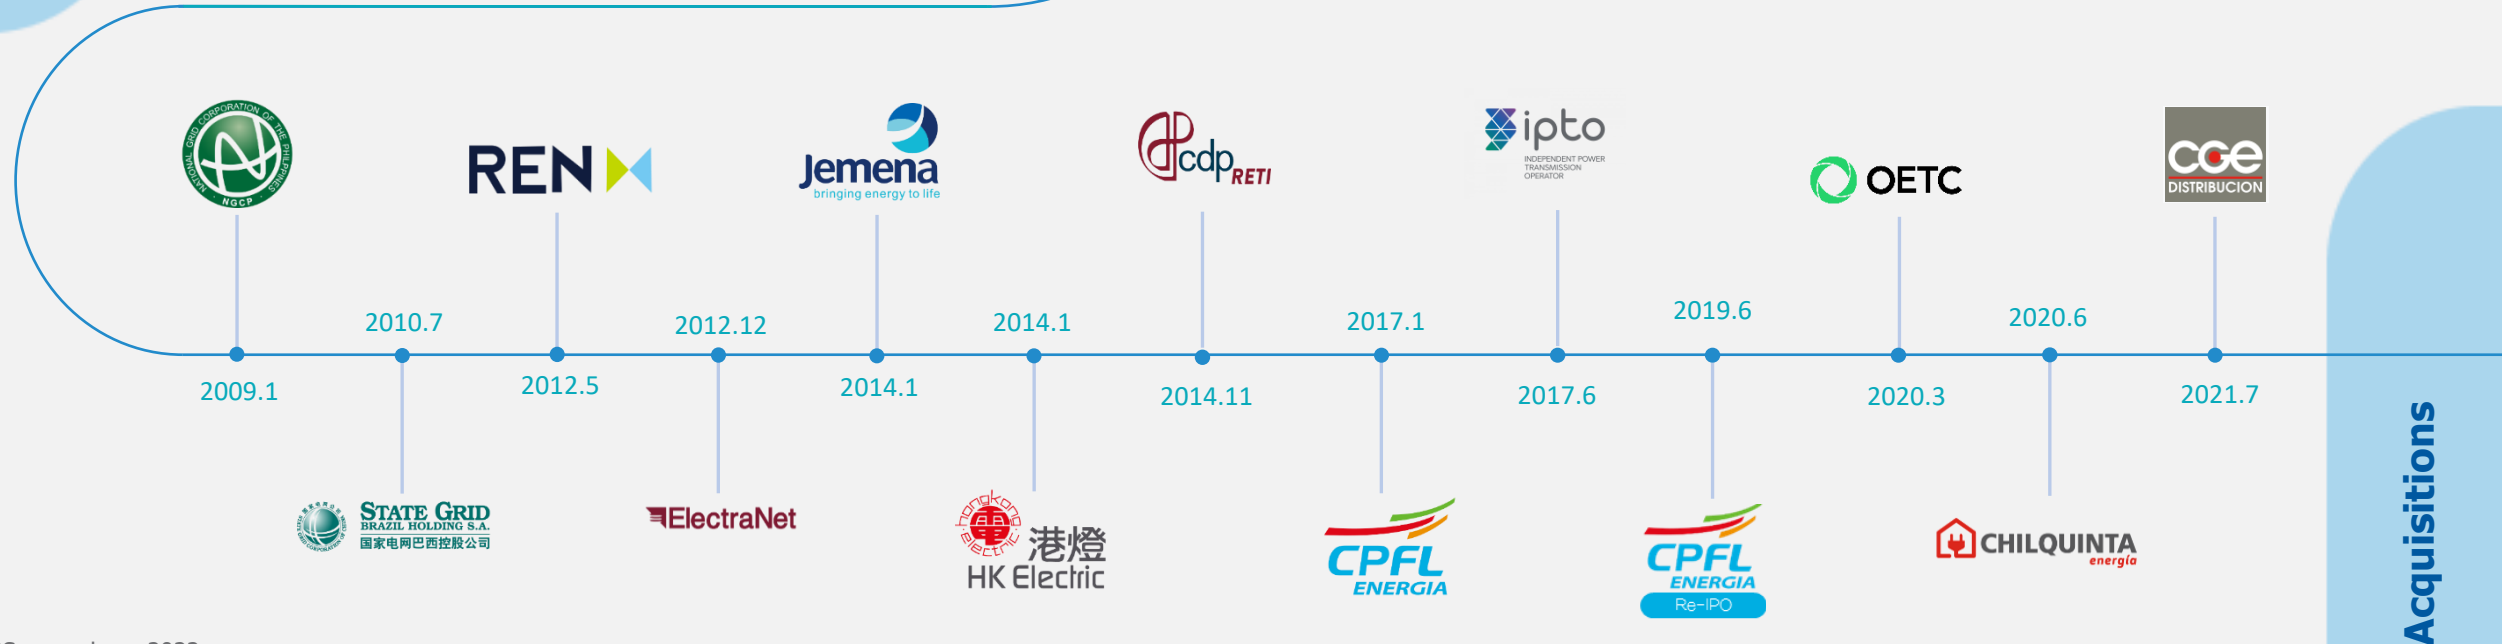 NATIONAL GRID CORPORATION OF THE PHILIPPINES
NGCP
REN
Jemena
bringing energy to life
cdp
RETI
ipto
INDEPENDENT POWER
TRANSMISSION
OPERATOR
OETC
CGE
DISTRIBUCION
2010.7
2012.12
2014.1
2017.1
2019.6
2020.6
2009.1
2012.5
2014.1
2014.11
2017.6
2020.3
2021.7
STATE GRID
BRAZIL HOLDING S.A.
国家电网巴西控股公司
ElectraNet
hongkong
electric
港燈
HK Electric
CPFL
ENERGIA
CPFL
ENERGIA
Re-IPO
CHILQUINTA
energía
Acquisitions